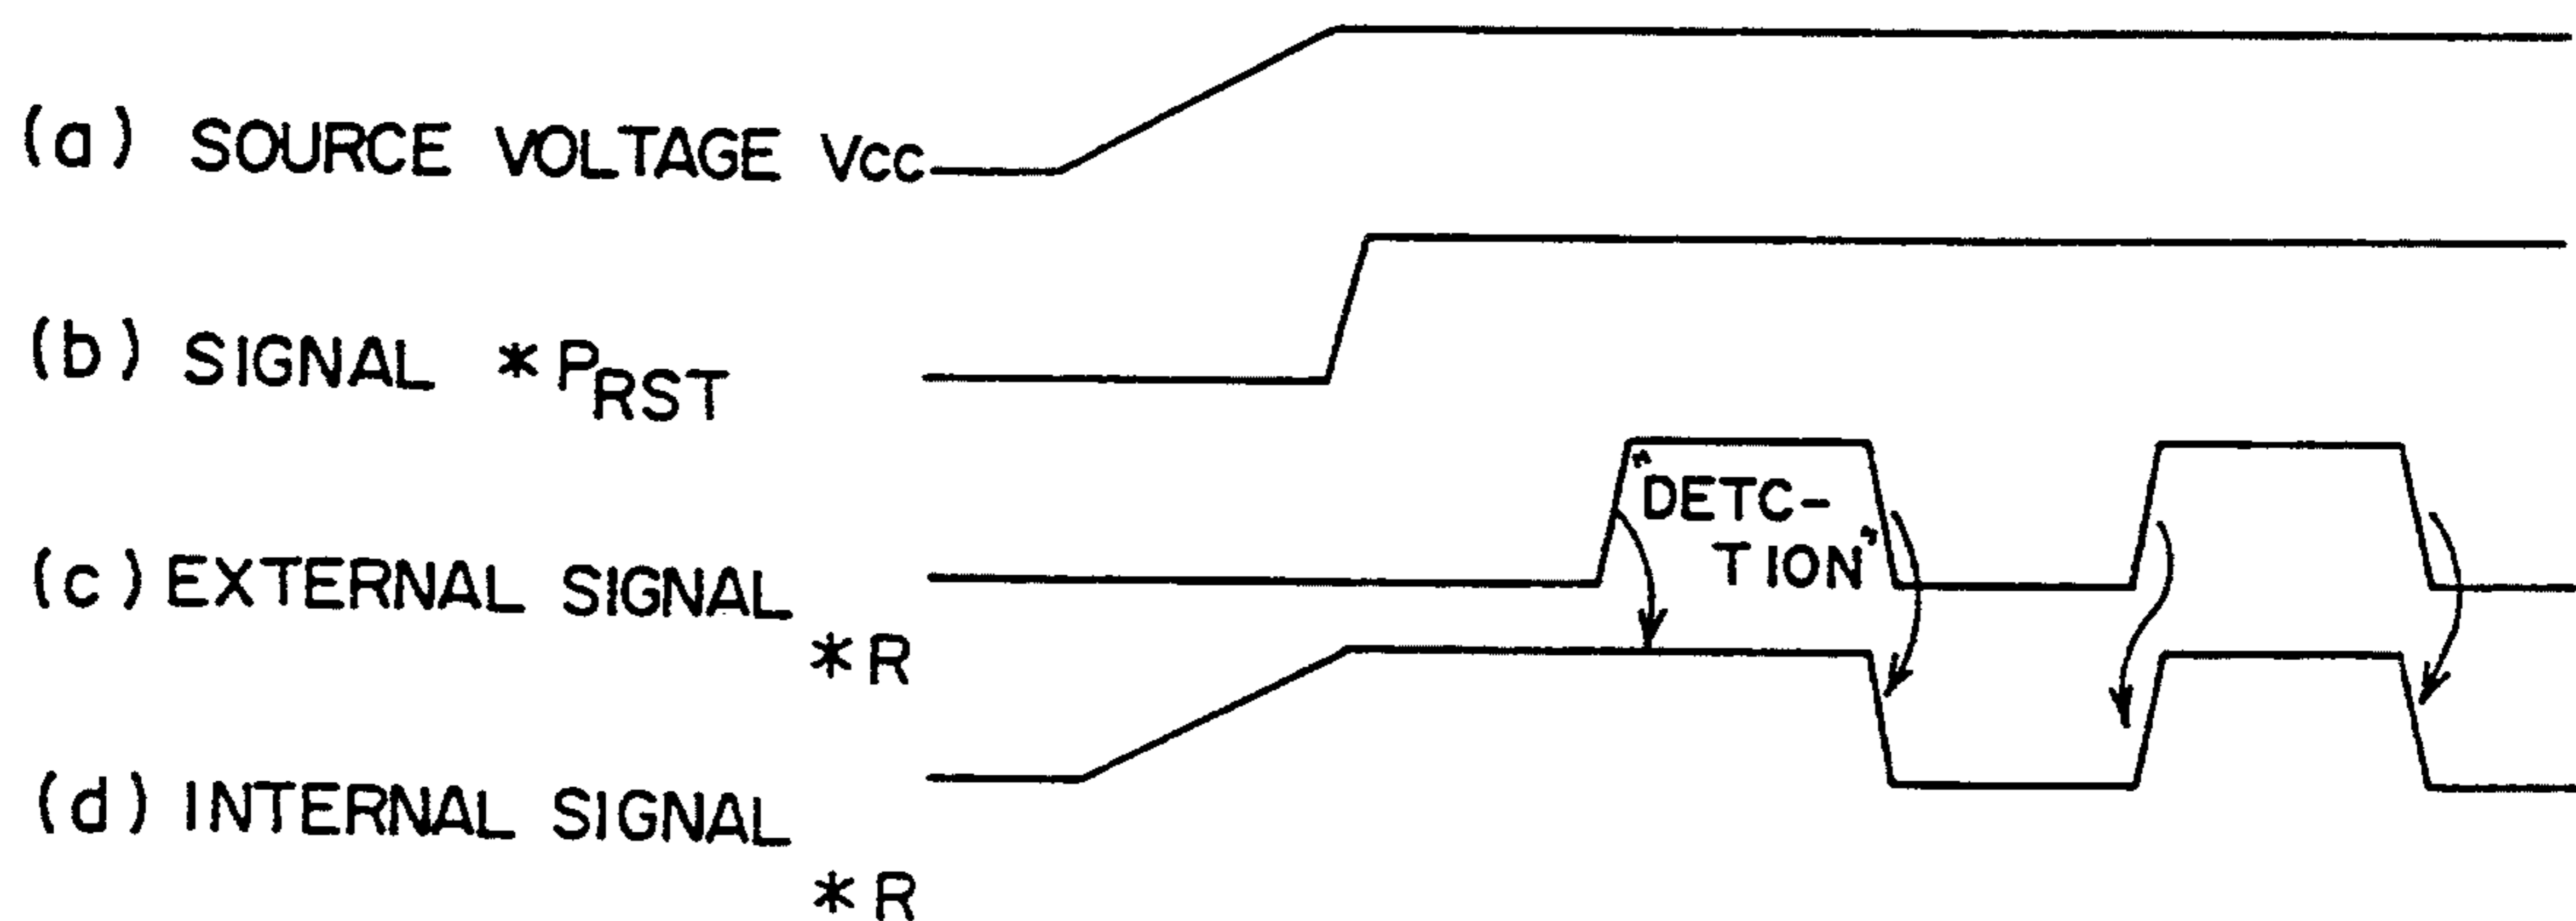 (a) SOURCE VOLTAGE Vcc
(b) SIGNAL *PRST
"DETC-
TION"
(c) EXTERNAL SIGNAL
*R
(d) INTERNAL SIGNAL
*R